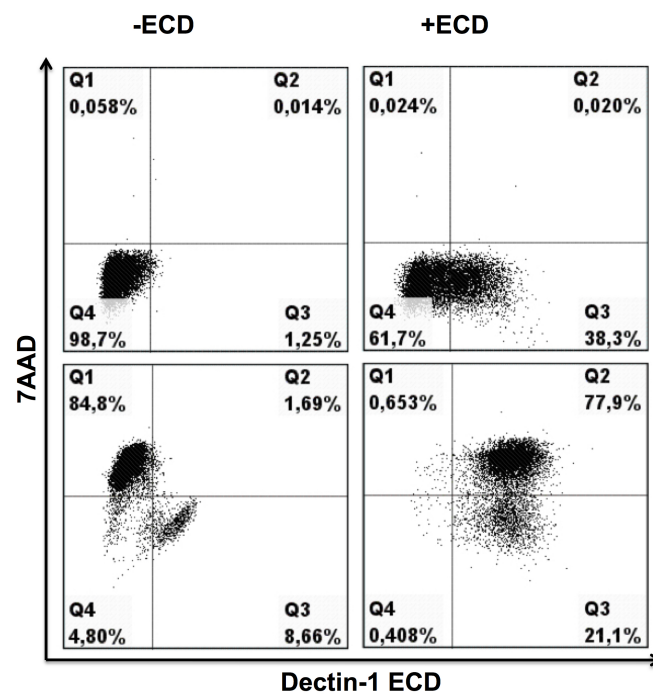 -ECD +ECD
Q1 Q2 Q1 Q2
0,058% 0,014% 0,024% 0,020%
Q4 Q3 Q4 Q3
98,7% 1,25% 61,7% 38,3%
Q1 Q2 Q1 Q2
84,8% 1,69% 0,653% 77,9%
Q4 Q3 Q4 Q3
4,80% 8,66% 0,408% 21,1%
7AAD
Dectin-1 ECD